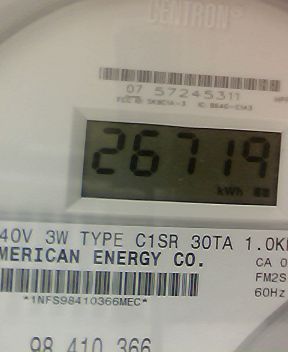 CENTRON®
07 57245311
26719
kWh
40V 3W TYPE C1SR 30TA 1.0K
MERICAN ENERGY CO.
CA 0
FM2S
60Hz
*1NFS98410366MEC*
98 410 366